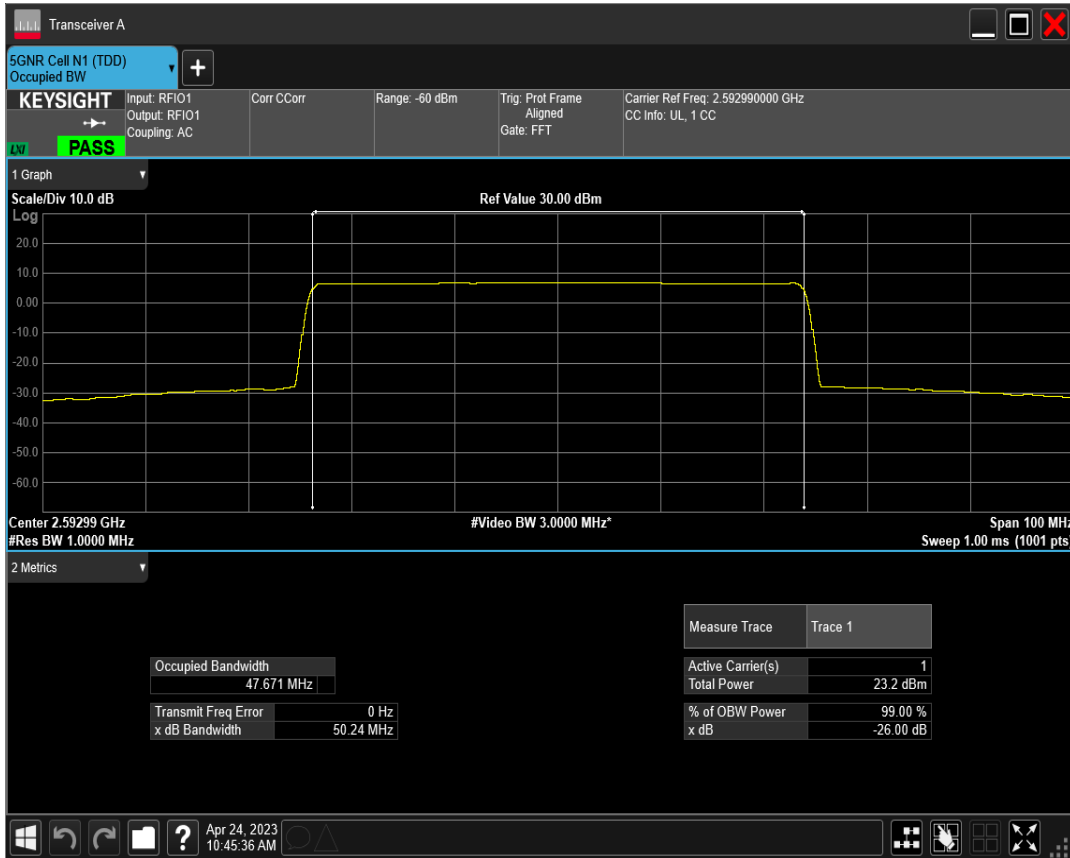 Transceiver A
5GNR Cell N1 (TDD)
Occupied BW
+
KEYSIGHT
LXI
PASS
Input: RFIO1
Output: RFIO1
Coupling: AC
Corr CCorr
Range: -60 dBm
Trig: Prot Frame
Aligned
Gate: FFT
Carrier Ref Freq: 2.592990000 GHz
CC Info: UL, 1 CC
1 Graph
Scale/Div 10.0 dB
Ref Value 30.00 dBm
Log
20.0
10.0
0.00
-10.0
-20.0
-30.0
-40.0
-50.0
-60.0
Center 2.59299 GHz
#Video BW 3.0000 MHz*
Span 100 MHz
#Res BW 1.0000 MHz
Sweep 1.00 ms (1001 pts)
2 Metrics
Measure Trace Trace 1
Occupied Bandwidth
47.671 MHz
Active Carrier(s) 1
Total Power 23.2 dBm
Transmit Freq Error 0 Hz
x dB Bandwidth 50.24 MHz
% of OBW Power 99.00 %
x dB -26.00 dB
?
Apr 24, 2023
10:45:36 AM